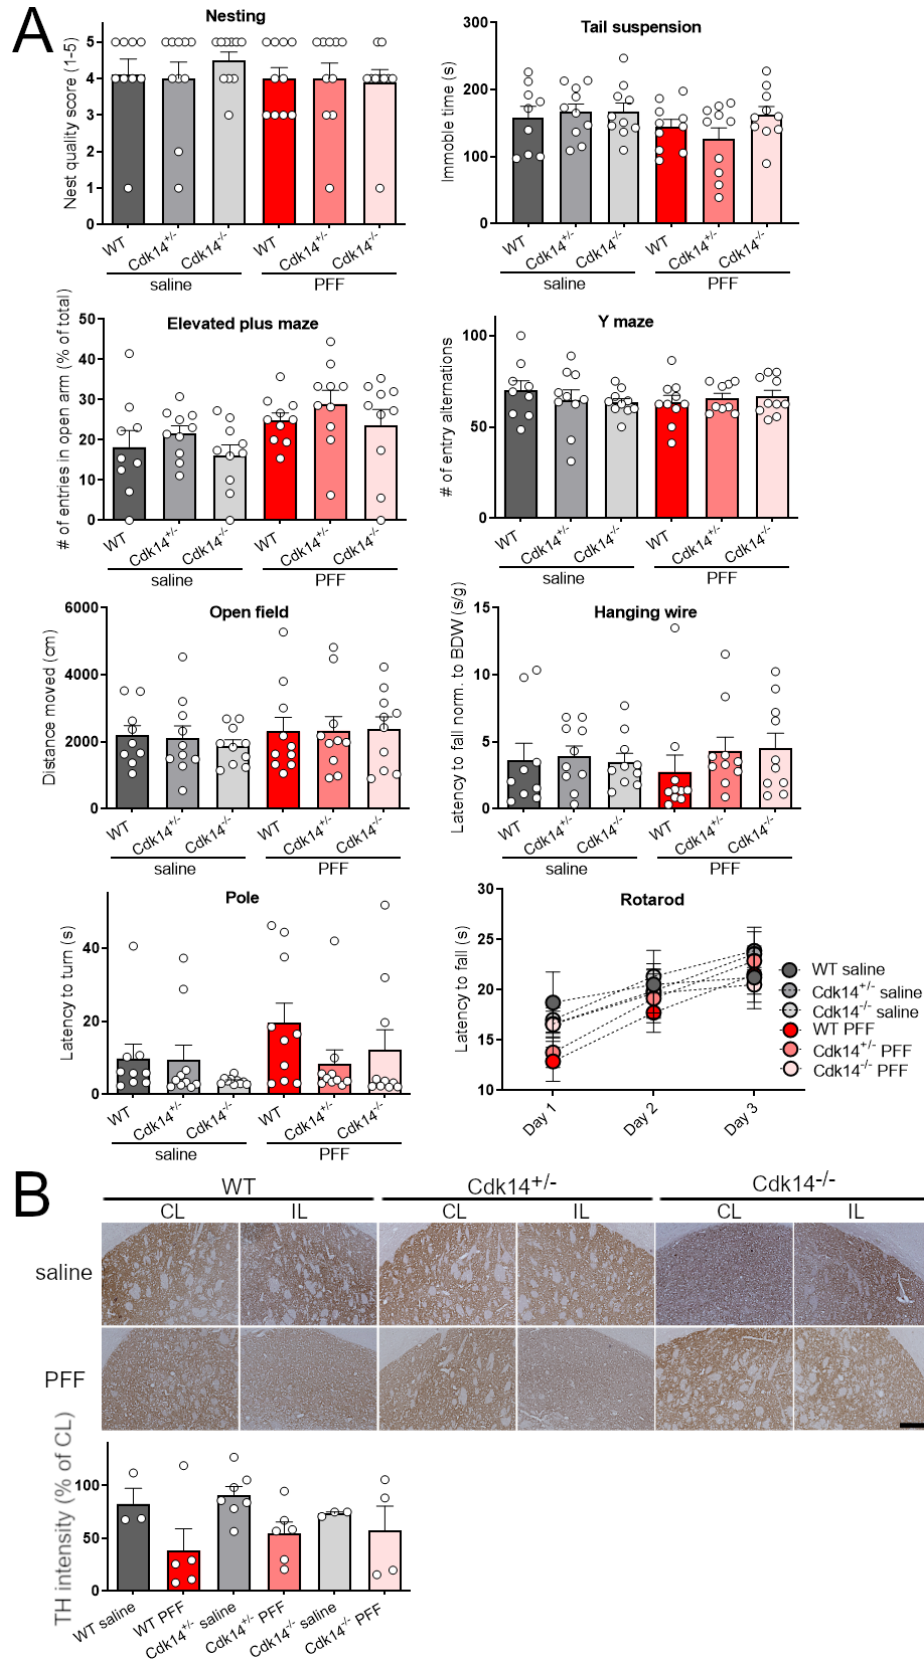 A
Nesting
Nest quality score (1-5)
5
4
3
2
1
0
WT
Cdk14+/-
Cdk14-/-
WT
Cdk14+/-
Cdk14-/-
saline
PFF
Tail suspension
Immoble time (s)
300
200
100
0
WT
Cdk14+/-
Cdk14-/-
WT
Cdk14+/-
Cdk14-/-
saline
PFF
Elevated plus maze
# of entries in open arm (% of total)
50
40
30
20
10
0
WT
Cdk14+/-
Cdk14-/-
WT
Cdk14+/-
Cdk14-/-
saline
PFF
Y maze
# of entry alternations
100
50
0
WT
Cdk14+/-
Cdk14-/-
WT
Cdk14+/-
Cdk14-/-
saline
PFF
Open field
Distance moved (cm)
6000
4000
2000
0
WT
Cdk14+/-
Cdk14-/-
WT
Cdk14+/-
Cdk14-/-
saline
PFF
Hanging wire
Latency to fall norm. to BDW (s/g)
15
10
5
0
WT
Cdk14+/-
Cdk14-/-
WT
Cdk14+/-
Cdk14-/-
saline
PFF
Pole
Latency to turn (s)
40
20
0
WT
Cdk14+/-
Cdk14-/-
WT
Cdk14+/-
Cdk14-/-
saline
PFF
Rotarod
Latency to fall (s)
30
25
20
15
10
Day 1
Day 2
Day 3
WT saline
Cdk14+/- saline
Cdk14-/- saline
WT PFF
Cdk14+/- PFF
Cdk14-/- PFF
B
WT
Cdk14+/-
Cdk14-/-
CL
IL
CL
IL
CL
IL
saline
PFF
TH intensity (% of CL)
100
50
0
WT saline
WT PFF
Cdk14+/- saline
Cdk14+/- PFF
Cdk14-/- saline
Cdk14-/- PFF